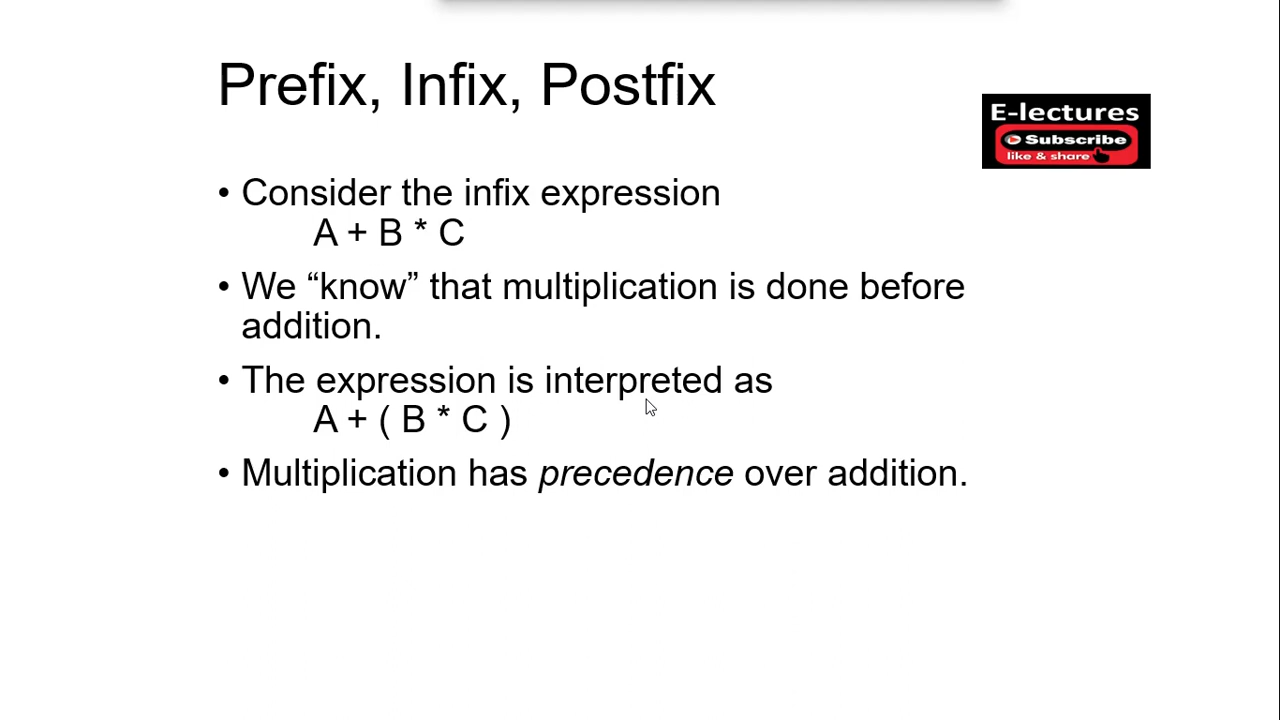 Prefix, Infix, Postfix
E-lectures
Subscribe
like & share
• Consider the infix expression
A + B * C
• We “know” that multiplication is done before
addition.
• The expression is interpreted as
A + ( B * C )
• Multiplication has precedence over addition.